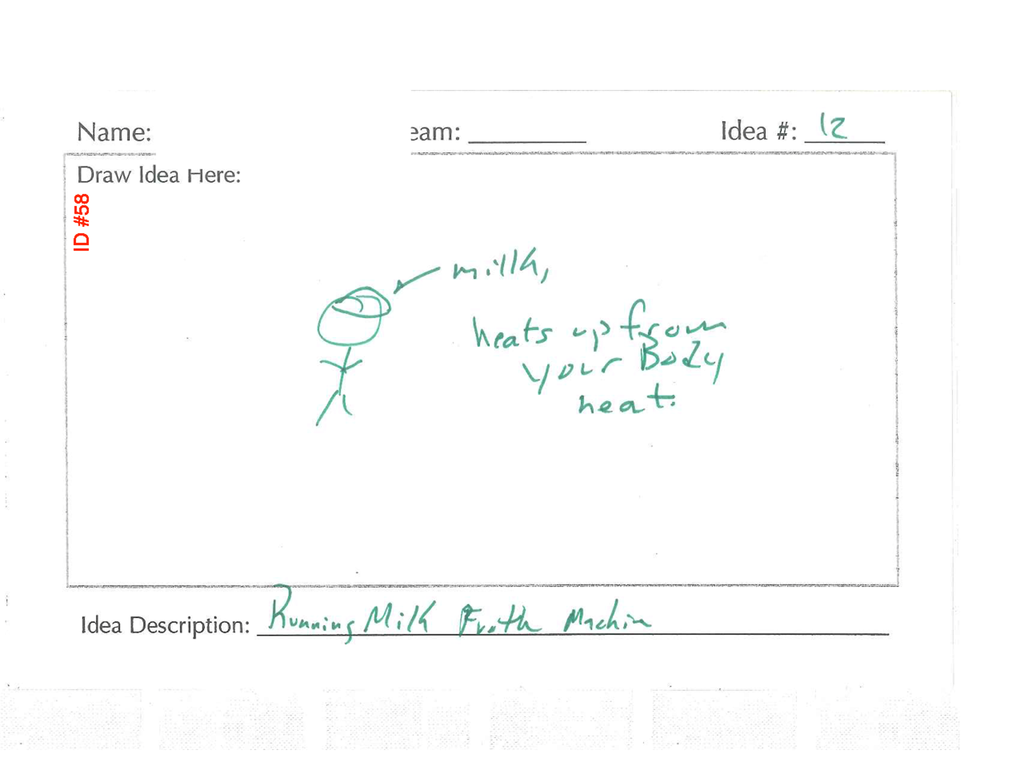 Name:
eam:
Idea #: 12
Draw Idea Here:
ID #58
milk,
heats up from
your Body
heat.
Idea Description: Running Milk Froth Machin